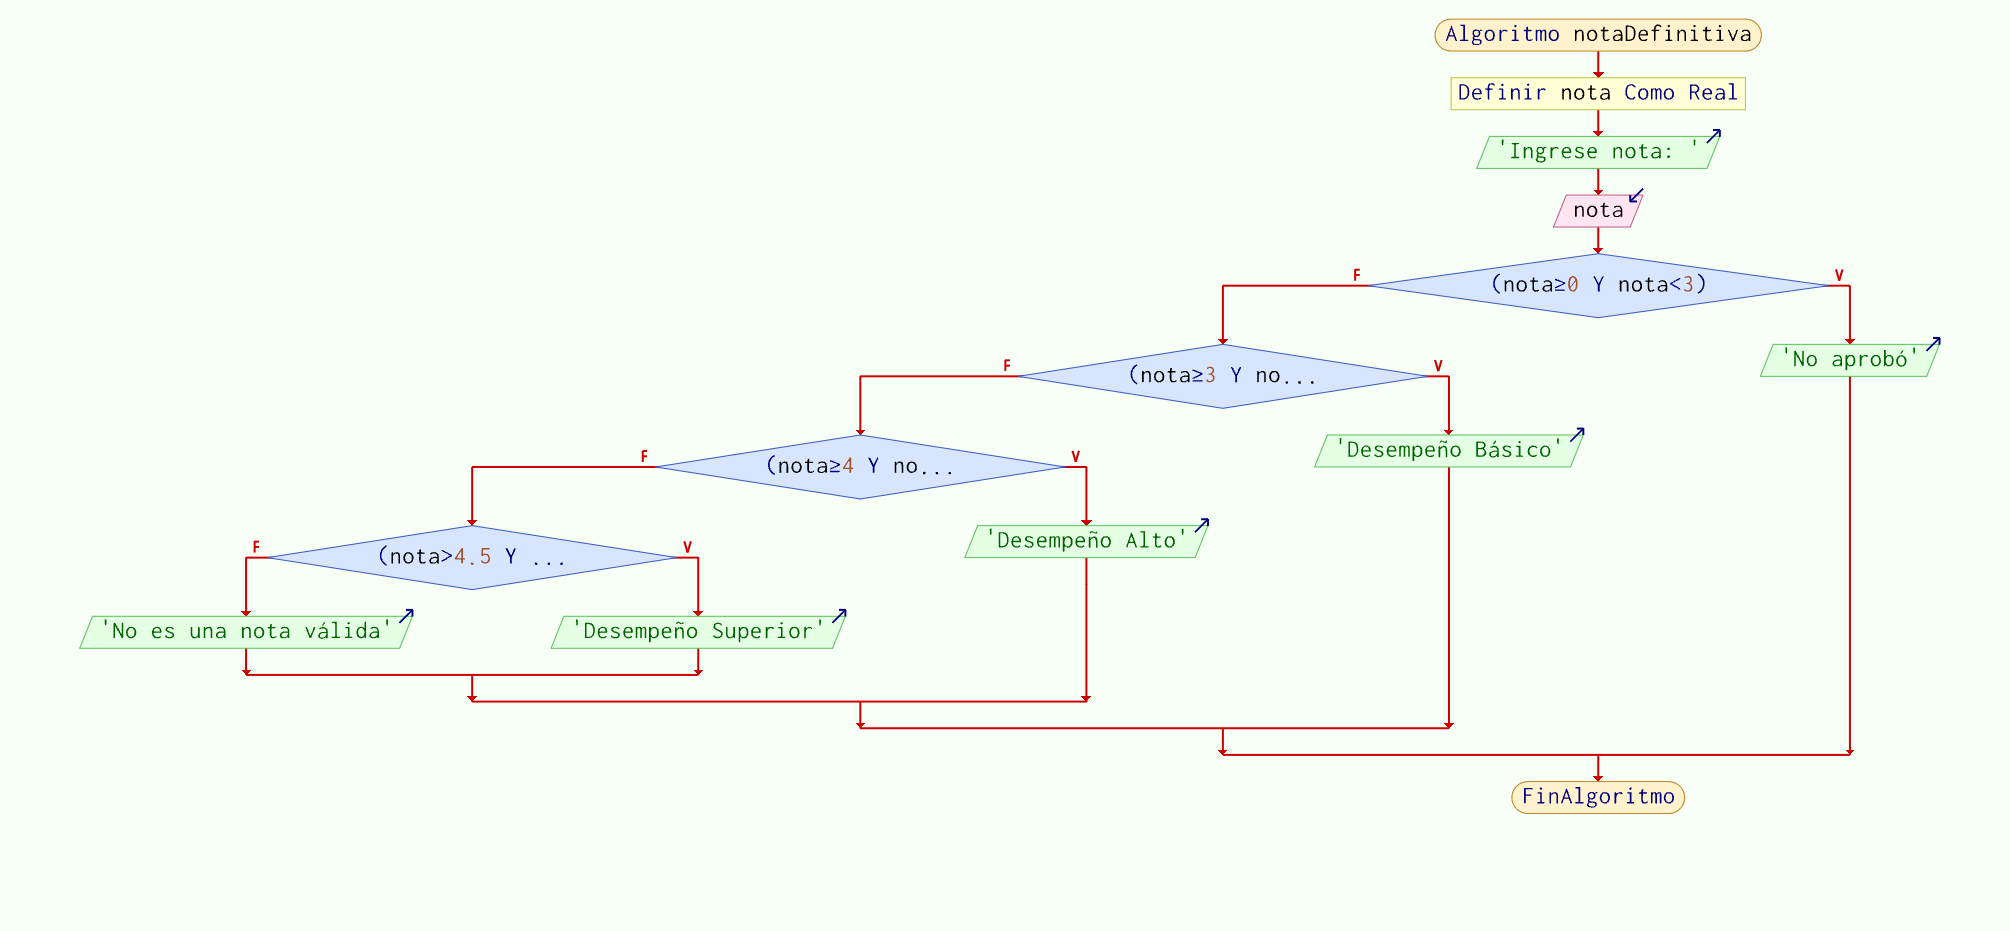 Algoritmo notaDefinitiva
Definir nota Como Real
'Ingrese nota: '
nota
(nota≥0 Y nota<3)
F
V
'No aprobó'
(nota≥3 Y no...
F
V
'Desempeño Básico'
(nota≥4 Y no...
F
V
'Desempeño Alto'
(nota>4.5 Y ...
F
V
'No es una nota válida'
'Desempeño Superior'
FinAlgoritmo